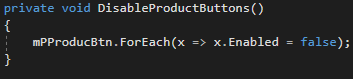 private void DisableProductButtons()
{
mPProducBtn.ForEach(x => x.Enabled = false);
}